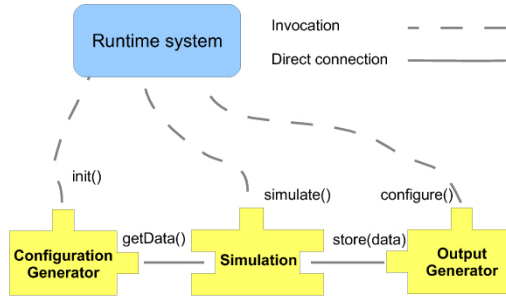 Runtime system
Invocation
Direct connection
init()
simulate()
configure()
getData()
store(data)
Configuration
Generator
Simulation
Output
Generator